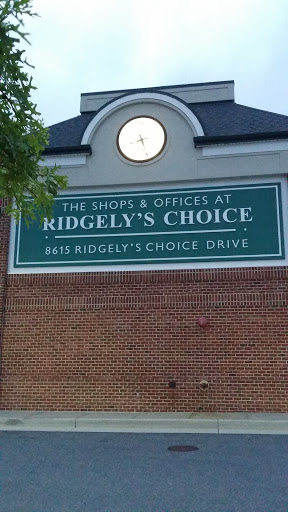 THE SHOPS & OFFICES AT
RIDGELY'S CHOICE
8615 RIDGELY'S CHOICE DRIVE